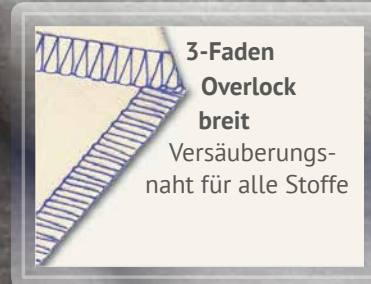 3-Faden
Overlock
breit
Versäuberungs-
naht für alle Stoffe